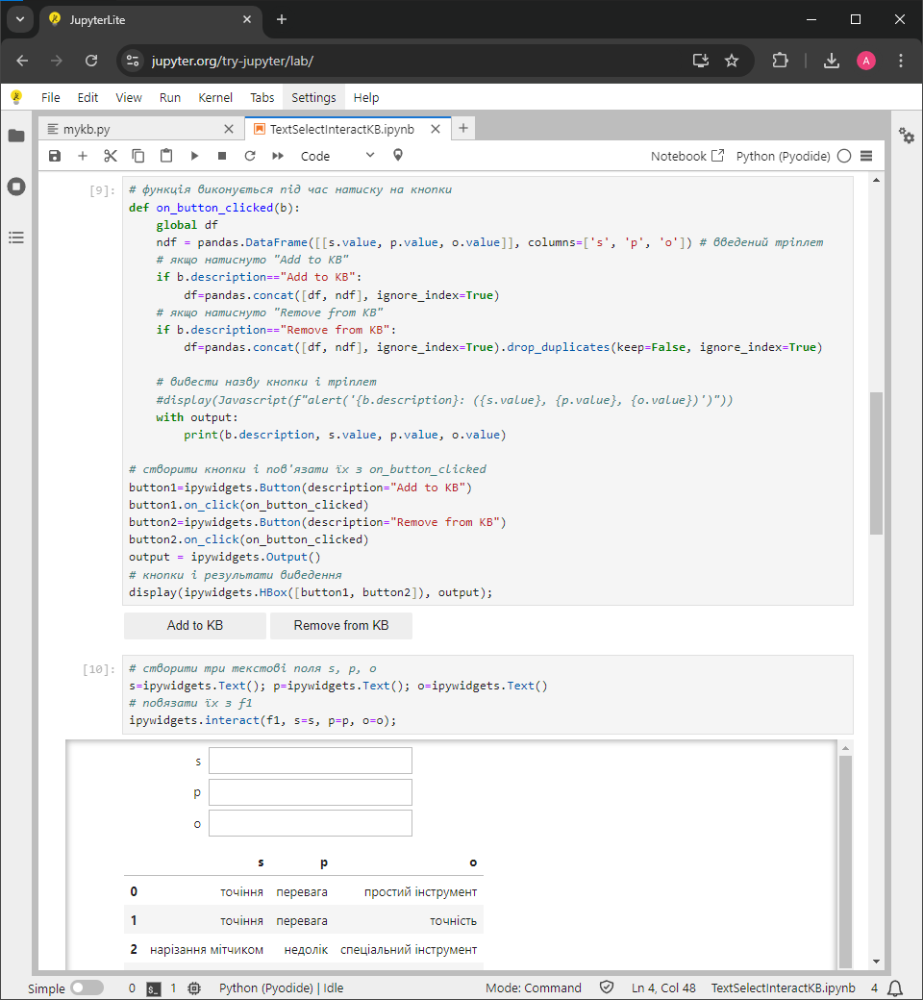 JupyterLite
jupyter.org/try-jupyter/lab/
A
File Edit View Run Kernel Tabs Settings Help
mykb.py TextSelectInteractKB.ipynb
Code Notebook Python (Pyodide)
[9]:
# функція виконується під час натиску на кнопки
def on_button_clicked(b):
    global df
    ndf = pandas.DataFrame([[s.value, p.value, o.value]], columns=['s', 'p', 'o']) # введений тріплет
    # якщо натиснуто "Add to KB"
    if b.description=="Add to KB":
        df=pandas.concat([df, ndf], ignore_index=True)
    # якщо натиснуто "Remove from KB"
    if b.description=="Remove from KB":
        df=pandas.concat([df, ndf], ignore_index=True).drop_duplicates(keep=False, ignore_index=True)
    # вивести назву кнопки і тріплет
    #display(Javascript(f"alert('{b.description}: ({s.value}, {p.value}, {o.value})')"))
    with output:
        print(b.description, s.value, p.value, o.value)
# створити кнопки і пов'язати їх з on_button_clicked
button1=ipywidgets.Button(description="Add to KB")
button1.on_click(on_button_clicked)
button2=ipywidgets.Button(description="Remove from KB")
button2.on_click(on_button_clicked)
output = ipywidgets.Output()
# кнопки і результати виведення
display(ipywidgets.HBox([button1, button2]), output);
Add to KB Remove from KB
[10]:
# створити три текстові поля s, p, o
s=ipywidgets.Text(); p=ipywidgets.Text(); o=ipywidgets.Text()
# повязати їх з f1
ipywidgets.interact(f1, s=s, p=p, o=o);
s
p
o
s p o
0 точіння перевага простий інструмент
1 точіння перевага точність
2 нарізання мітчиком недолік спеціальний інструмент
Simple 0 1 Python (Pyodide) | Idle Mode: Command Ln 4, Col 48 TextSelectInteractKB.ipynb 4